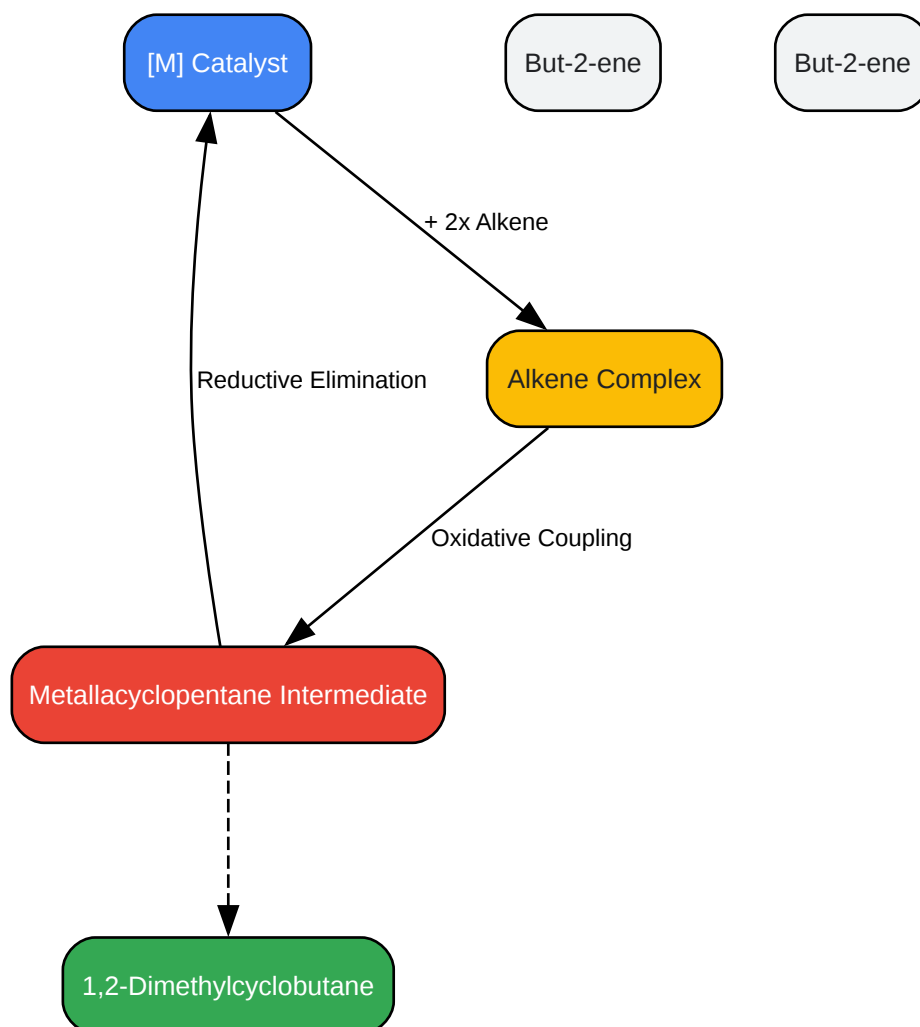 [M] Catalyst
But-2-ene
But-2-ene
+ 2x Alkene
Alkene Complex
Reductive Elimination
Oxidative Coupling
Metallacyclopentane Intermediate
1,2-Dimethylcyclobutane